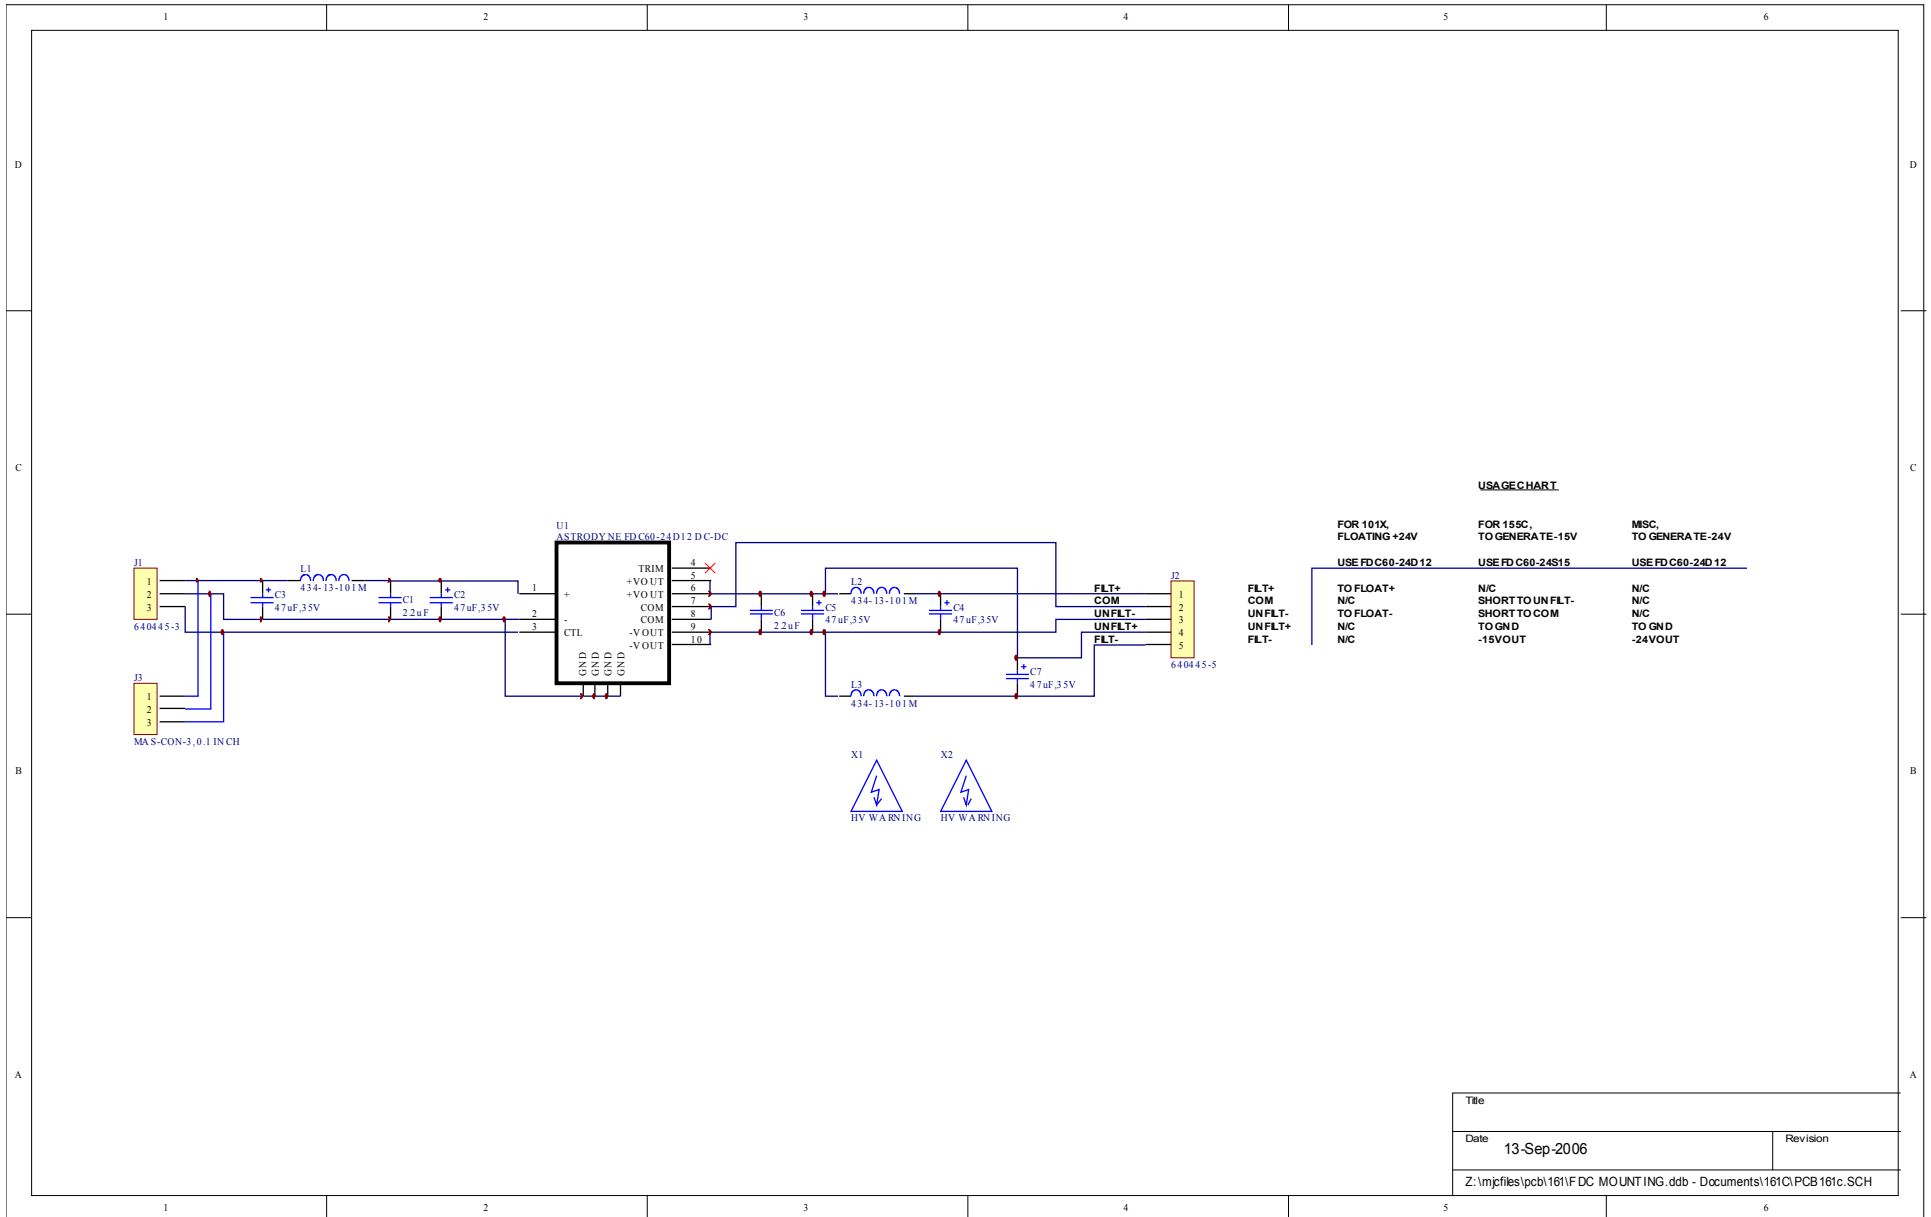 1 2 3 4 5 6
D D
C C
B B
A A
USAGE CHART
FOR 101X, FLOATING +24V
FOR 155C, TO GENERATE -15V
MISC, TO GENERATE -24V
USE FDC60-24D12 USE FDC60-24S15 USE FDC60-24D12
FILT+ TO FLOAT+ N/C N/C
COM N/C SHORT TO UNFILT- N/C
UNFILT- TO FLOAT- SHORT TO COM N/C
UNFILT+ N/C TO GND TO GND
FILT- N/C -15VOUT -24VOUT
U1
ASTRODYNE FDC60-24D12 DC-DC
1 +
2 -
3 CTL
TRIM 4
+VOUT 5
+VOUT 6
COM 7
COM 8
-VOUT 9
-VOUT 10
GND GND GND GND
J1
1
2
3
640445-3
J3
1
2
3
MAS-CON-3, 0.1 INCH
C3
47uF,35V
L1
434-13-101M
C1
2.2uF
C2
47uF,35V
C6
2.2uF
C5
47uF,35V
L2
434-13-101M
C4
47uF,35V
C7
47uF,35V
L3
434-13-101M
FILT+
COM
UNFILT-
UNFILT+
FILT-
J2
1
2
3
4
5
640445-5
X1
HV WARNING
X2
HV WARNING
Title
Date 13-Sep-2006
Revision
Z:\mjcfiles\pcb\161\FDC MOUNTING.ddb - Documents\161C\PCB161c.SCH
1 2 3 4 5 6